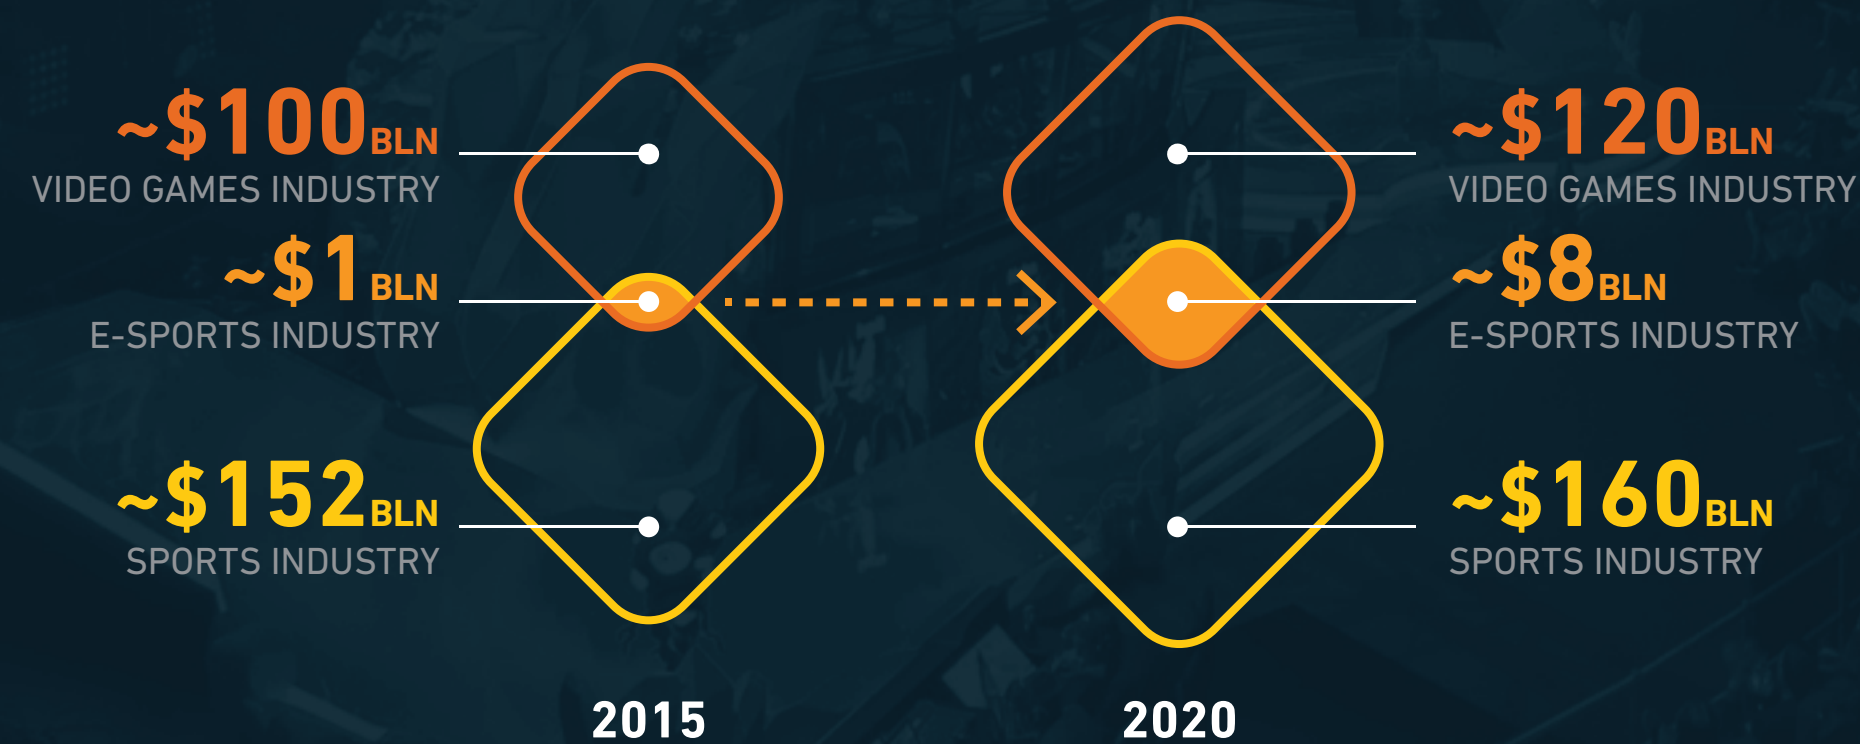 ~$100BLN
VIDEO GAMES INDUSTRY
~$1BLN
E-SPORTS INDUSTRY
~$152BLN
SPORTS INDUSTRY
2015
~$120BLN
VIDEO GAMES INDUSTRY
~$8BLN
E-SPORTS INDUSTRY
~$160BLN
SPORTS INDUSTRY
2020